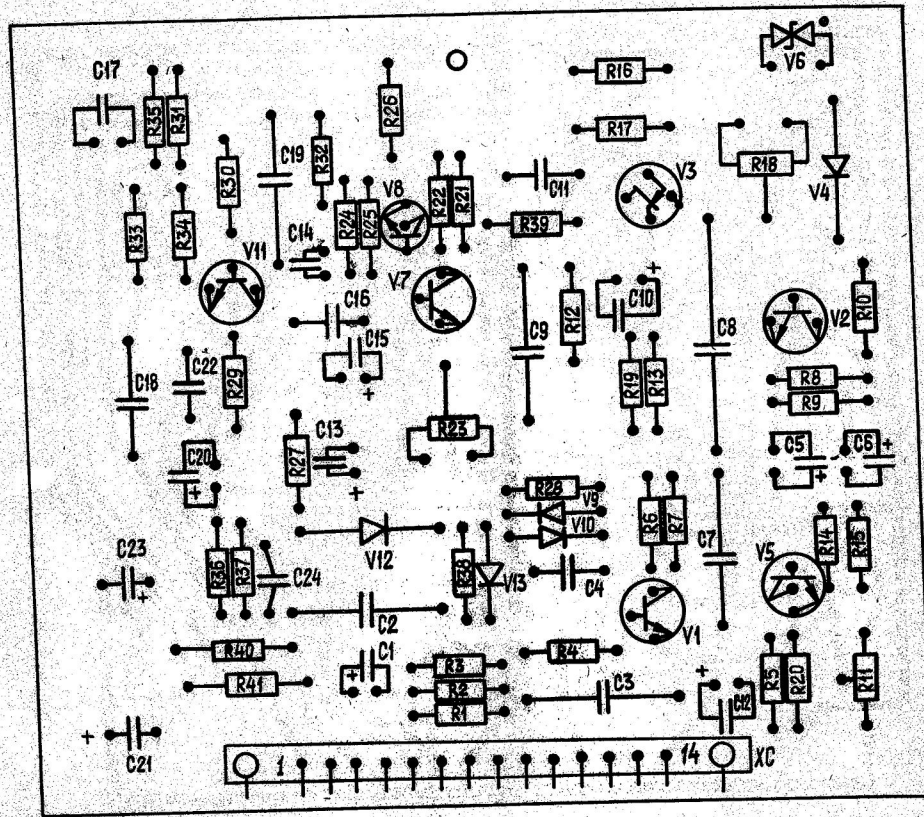 C17
R35
R31
R26
R16
V6
R17
C19
R32
R30
V8
R22
R21
C11
V3
R18
V4
R33
R34
R24
R25
R39
V11
C14
V7
C16
C15
C9
R12
C10
C8
V2
R10
C18
C22
R29
R19
R13
R8
R9
C20
R27
C13
R23
C5
C6
R28
V9
V10
R6
R7
C7
V5
R14
R15
C23
R36
R37
C24
V12
R38
V13
C4
C2
V1
R40
R41
C1
R3
R2
R1
R4
C3
C12
R5
R20
R11
C21
1
14
XC